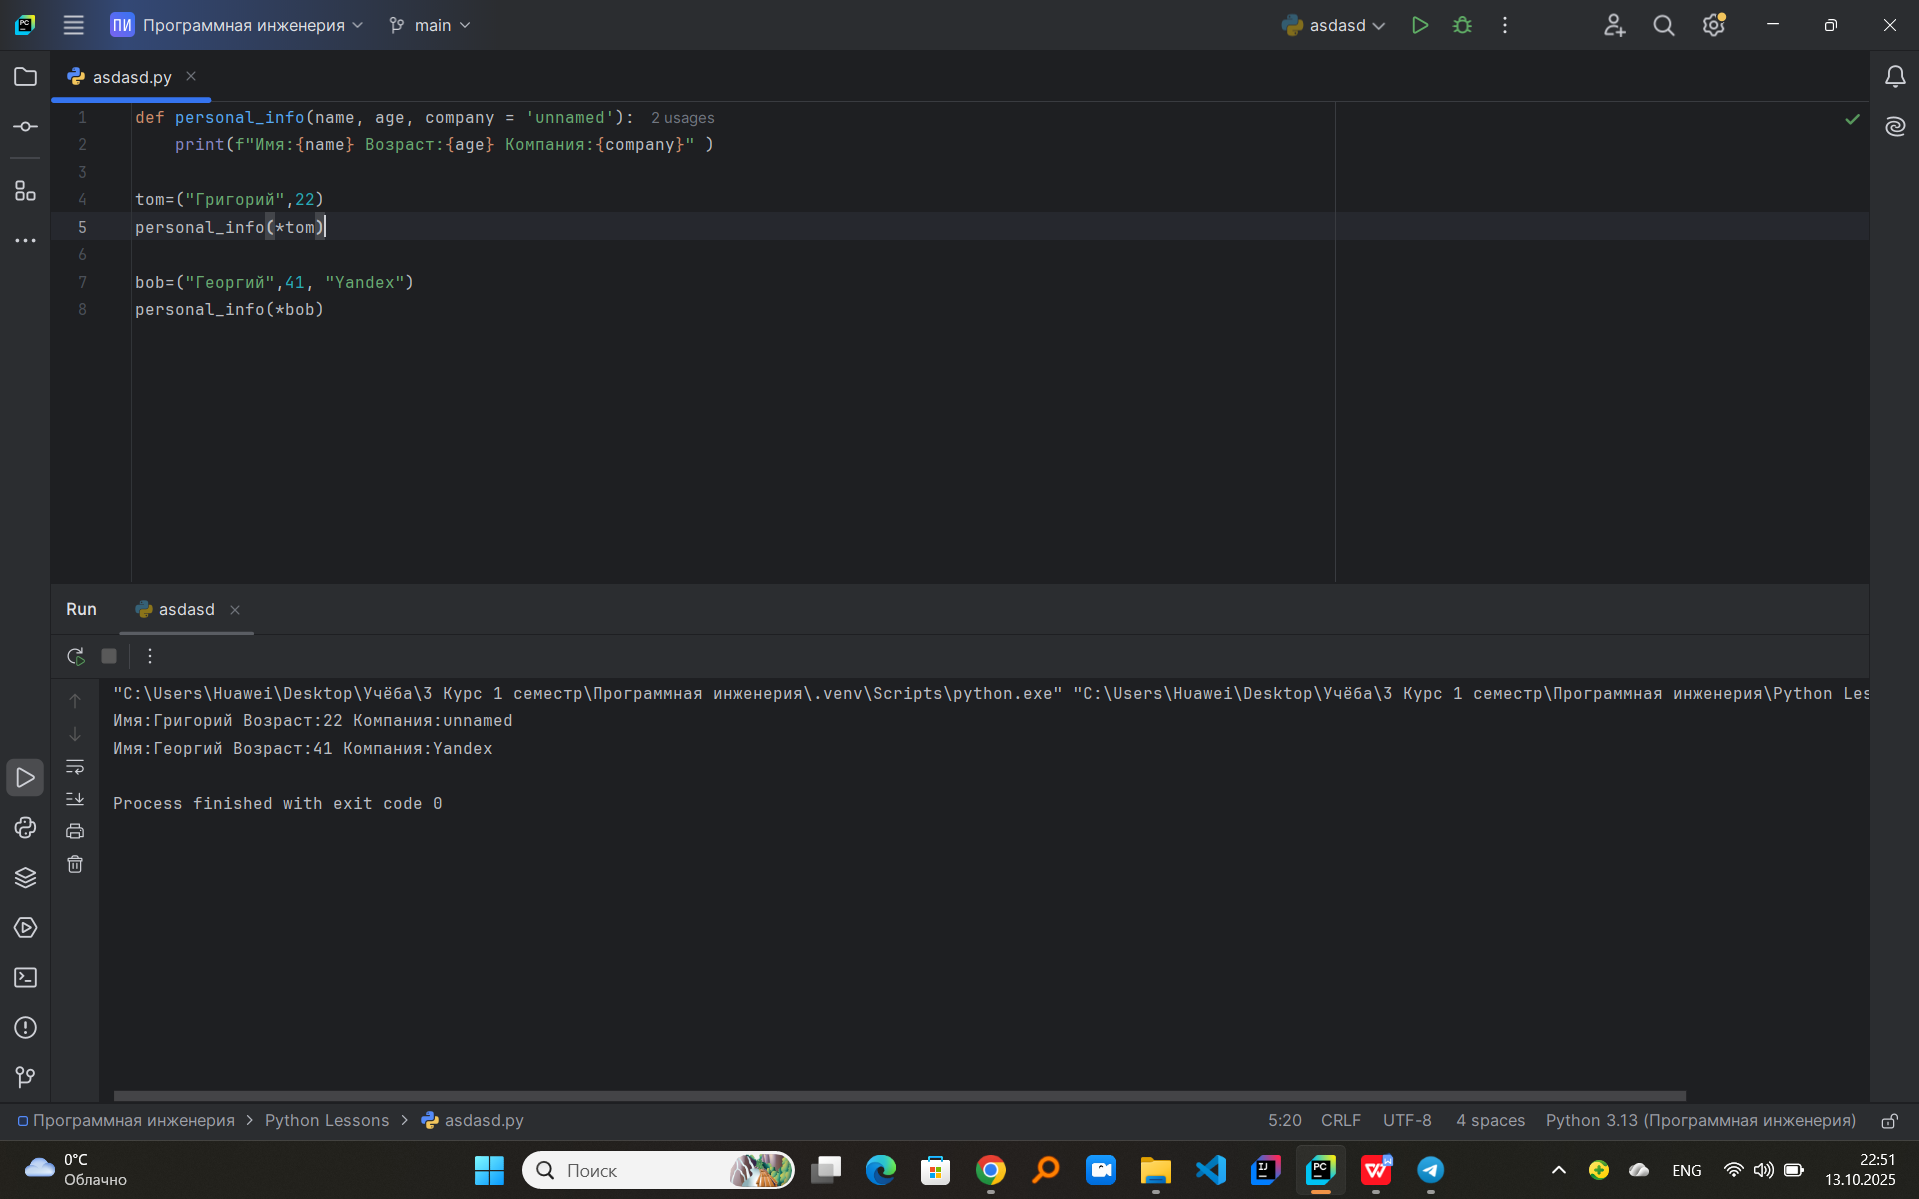 ПИ Программная инженерия main asdasd
asdasd.py
1 def personal_info(name, age, company = 'unnamed'): 2 usages
2 print(f"Имя:{name} Возраст:{age} Компания:{company}" )
3
4 tom=("Григорий",22)
5 personal_info(*tom)
6
7 bob=("Георгий",41, "Yandex")
8 personal_info(*bob)
Run asdasd
"C:\Users\Huawei\Desktop\Учёба\3 Курс 1 семестр\Программная инженерия\.venv\Scripts\python.exe" "C:\Users\Huawei\Desktop\Учёба\3 Курс 1 семестр\Программная инженерия\Python Les
Имя:Григорий Возраст:22 Компания:unnamed
Имя:Георгий Возраст:41 Компания:Yandex
Process finished with exit code 0
Программная инженерия > Python Lessons > asdasd.py 5:20 CRLF UTF-8 4 spaces Python 3.13 (Программная инженерия)
0°C
Облачно
Поиск
ENG
22:51
13.10.2025